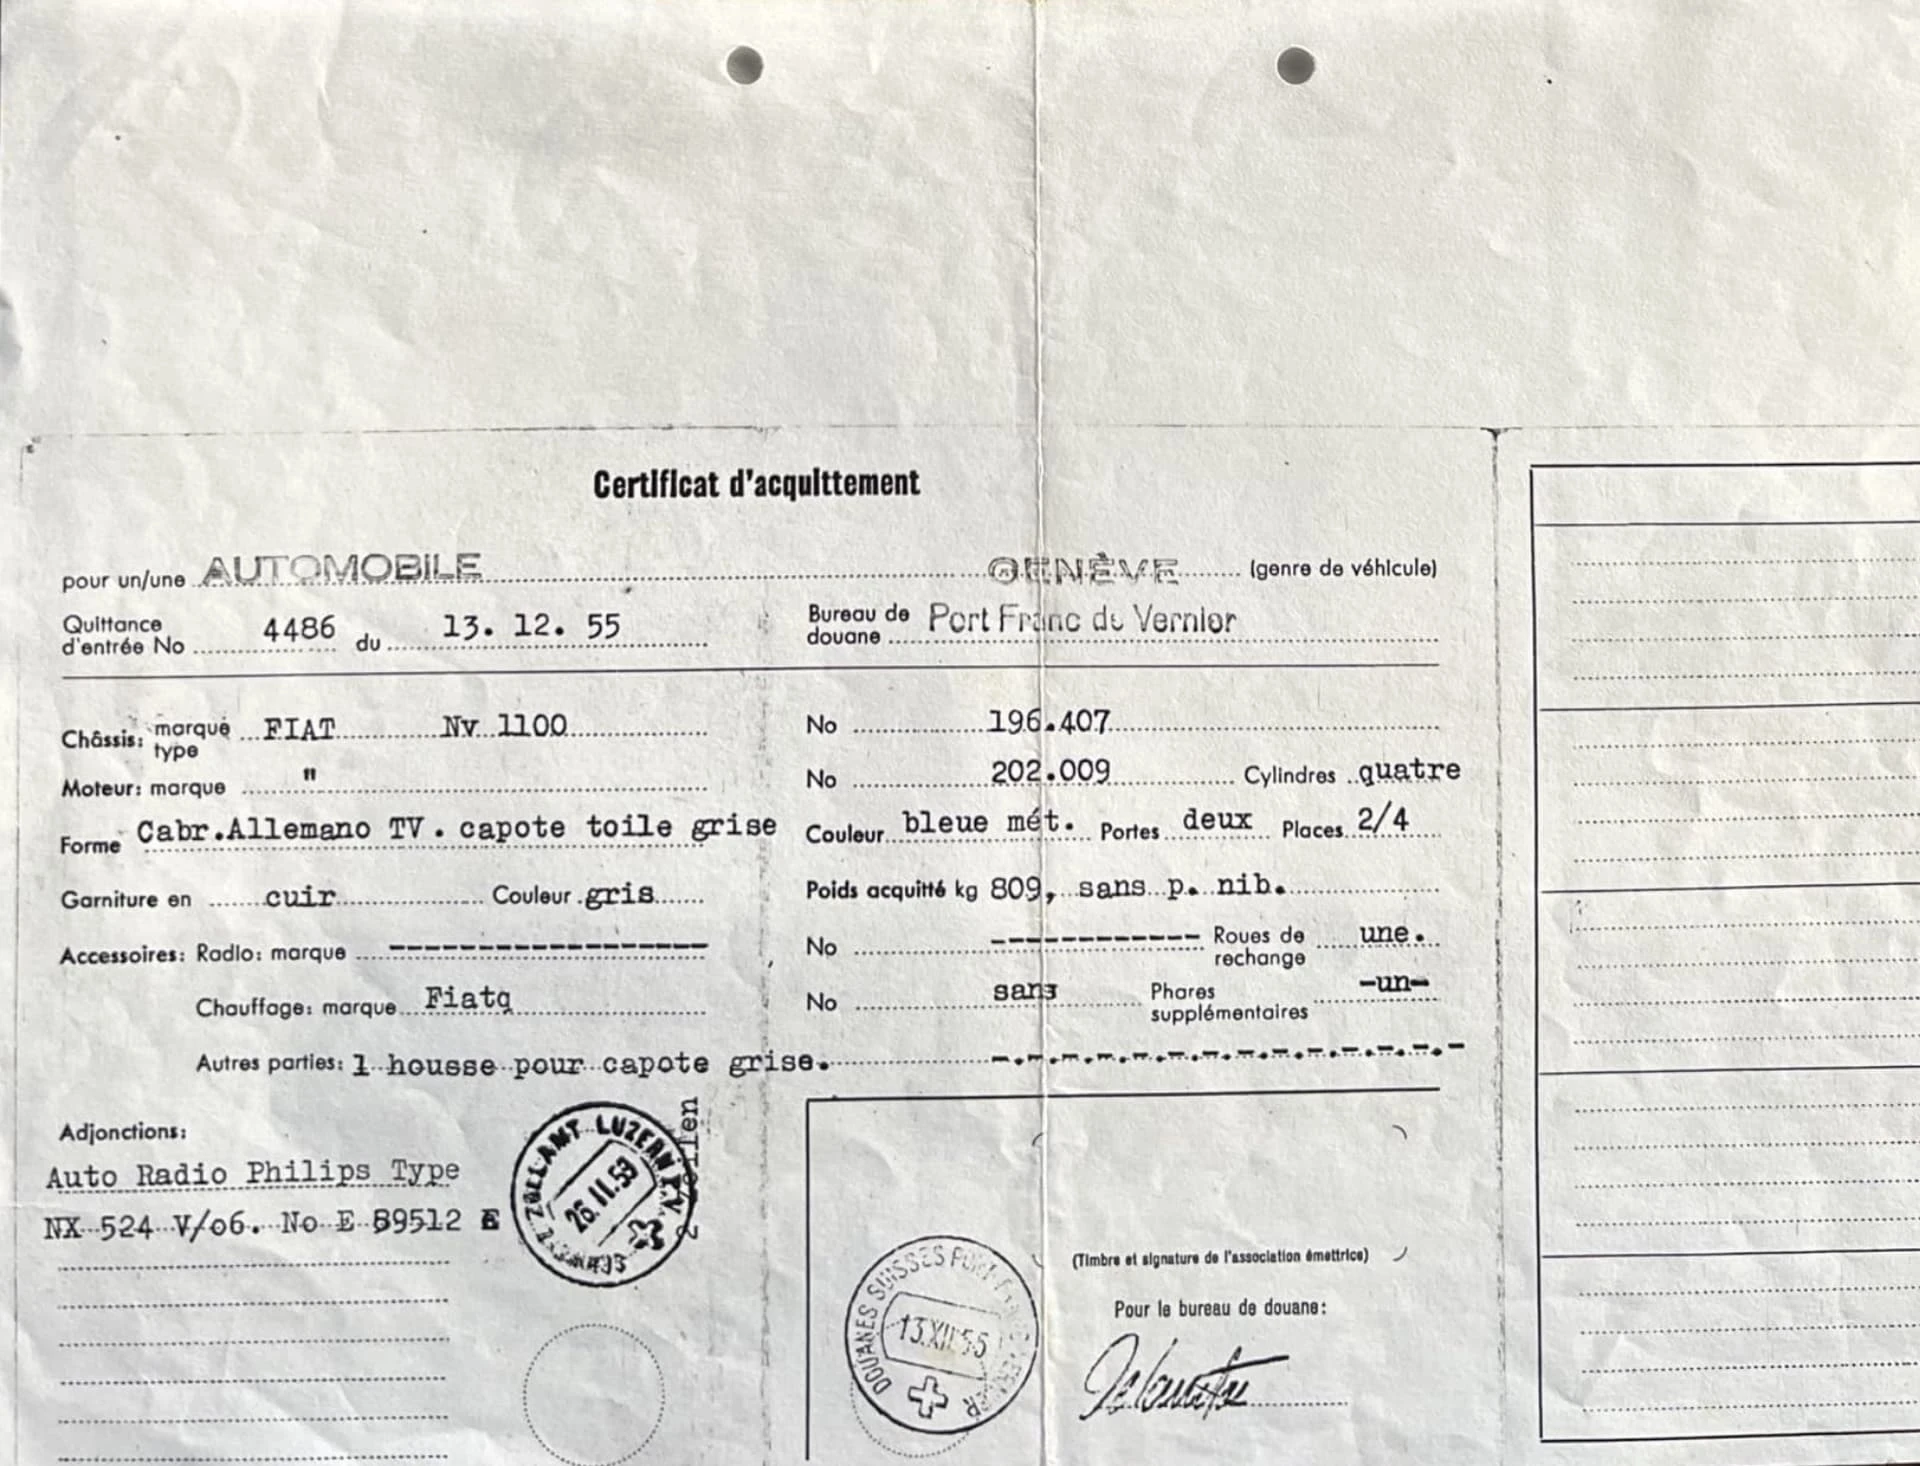 Certificat d'acquittement
pour un/une AUTOMOBILE GENÈVE (genre de véhicule)
Quittance d'entrée No 4486 du 13. 12. 55 Bureau de douane Port Franc de Vernier
Châssis: marque type FIAT Nv 1100 No 196.407
Moteur: marque " No 202.009 Cylindres quatre
Forme Cabr.Allemano TV. capote toile grise Couleur bleue mét. Portes deux Places 2/4
Garniture en cuir Couleur gris Poids acquitté kg 809, sans p. nib.
Accessoires: Radio: marque ------------------ No ------------ Roues de rechange une.
Chauffage: marque Fiatq No sans Phares supplémentaires -un-
Autres parties: 1 housse pour capote grise. -.-.-.-.-.-.-.-.-.-.-.-.-.-
Adjonctions:
Auto Radio Philips Type
NX 524 V/06. No E 89512
ZOLLAMT LUZERN P.V.
26.11.58
SCHWEIZ
DOUANES SUISSES PORT-FRANC VERNIER
13.XII.55
(Timbre et signature de l'association émettrice)
Pour le bureau de douane: